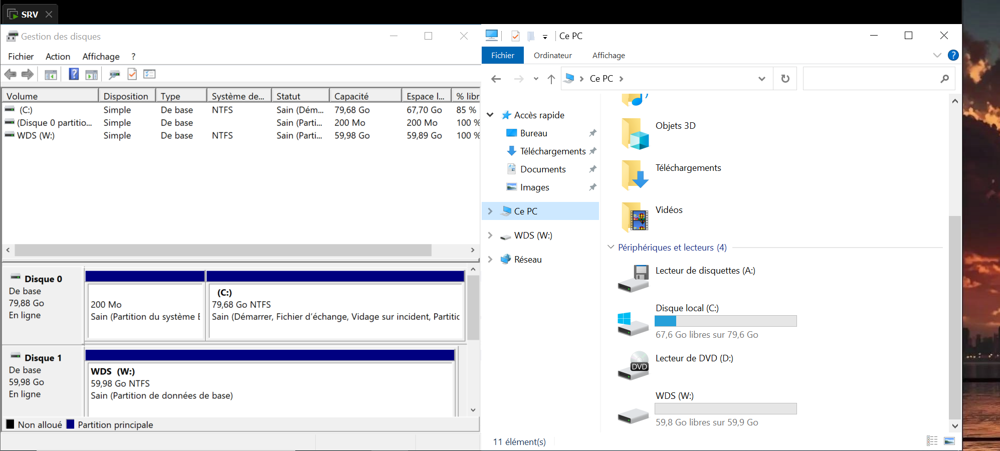 SRV
Gestion des disques
Fichier Action Affichage ?
Volume Disposition Type Système de... Statut Capacité Espace l... % libr
(C:) Simple De base NTFS Sain (Dém... 79,68 Go 67,70 Go 85 %
(Disque 0 partitio... Simple De base Sain (Parti... 200 Mo 200 Mo 100 %
WDS (W:) Simple De base NTFS Sain (Parti... 59,98 Go 59,89 Go 100 %
Disque 0
De base
79,88 Go
En ligne
200 Mo
Sain (Partition du système E
(C:)
79,68 Go NTFS
Sain (Démarrer, Fichier d’échange, Vidage sur incident, Partitic
Disque 1
De base
59,98 Go
En ligne
WDS (W:)
59,98 Go NTFS
Sain (Partition de données de base)
Non alloué Partition principale
Ce PC
Fichier Ordinateur Affichage ?
Ce PC
Accès rapide
Bureau
Téléchargements
Documents
Images
Ce PC
WDS (W:)
Réseau
Objets 3D
Téléchargements
Vidéos
Périphériques et lecteurs (4)
Lecteur de disquettes (A:)
Disque local (C:)
67,6 Go libres sur 79,6 Go
DVD
Lecteur de DVD (D:)
WDS (W:)
59,8 Go libres sur 59,9 Go
11 élément(s)